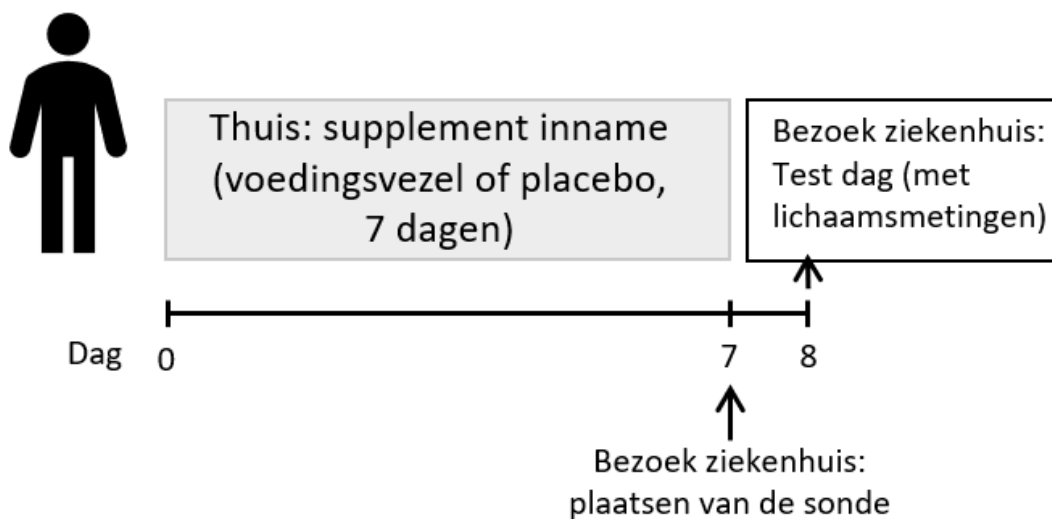 Thuis: supplement inname
(voedingsvezel of placebo,
7 dagen)
Bezoek ziekenhuis:
Test dag (met
lichaamsmetingen)
Dag 0 7 8
Bezoek ziekenhuis:
plaatsen van de sonde